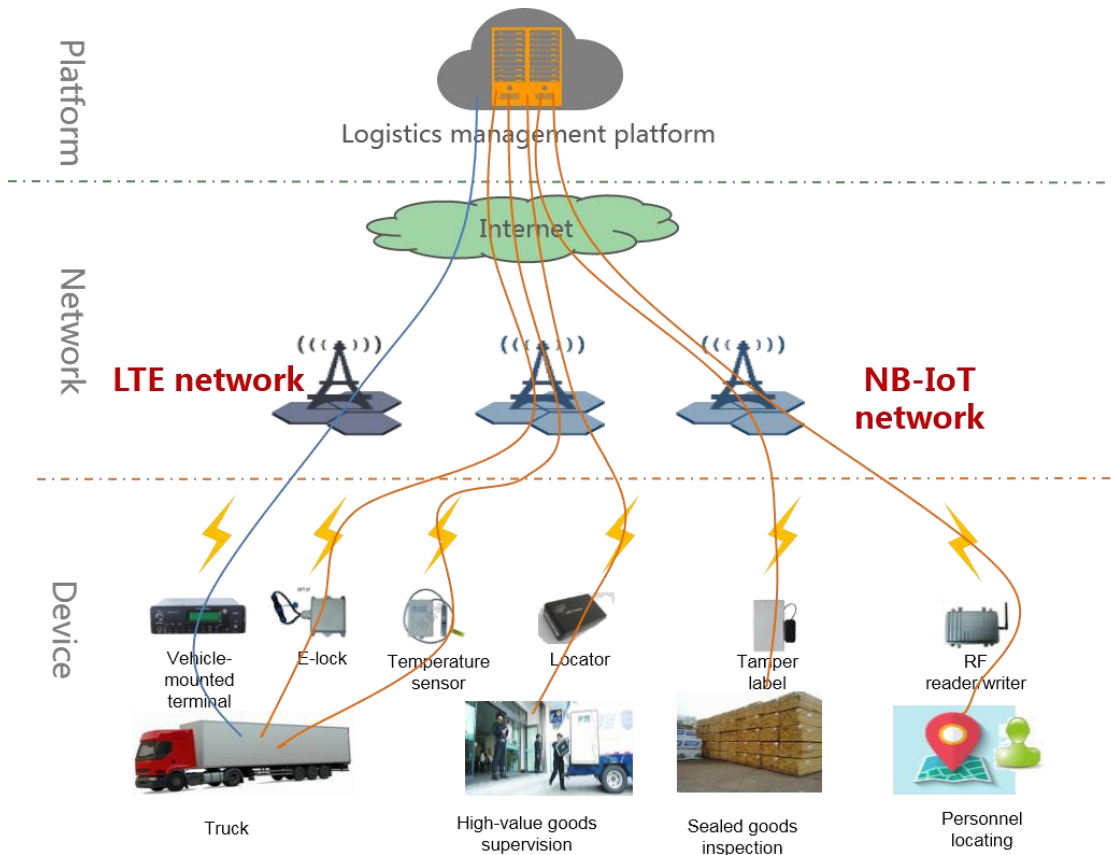 Platform
Logistics management platform
Network
Internet
LTE network
NB-IoT
network
Device
Vehicle-
mounted
terminal
E-lock
Temperature
sensor
Locator
Tamper
label
RF
reader/writer
Truck
High-value goods
supervision
Sealed goods
inspection
Personnel
locating